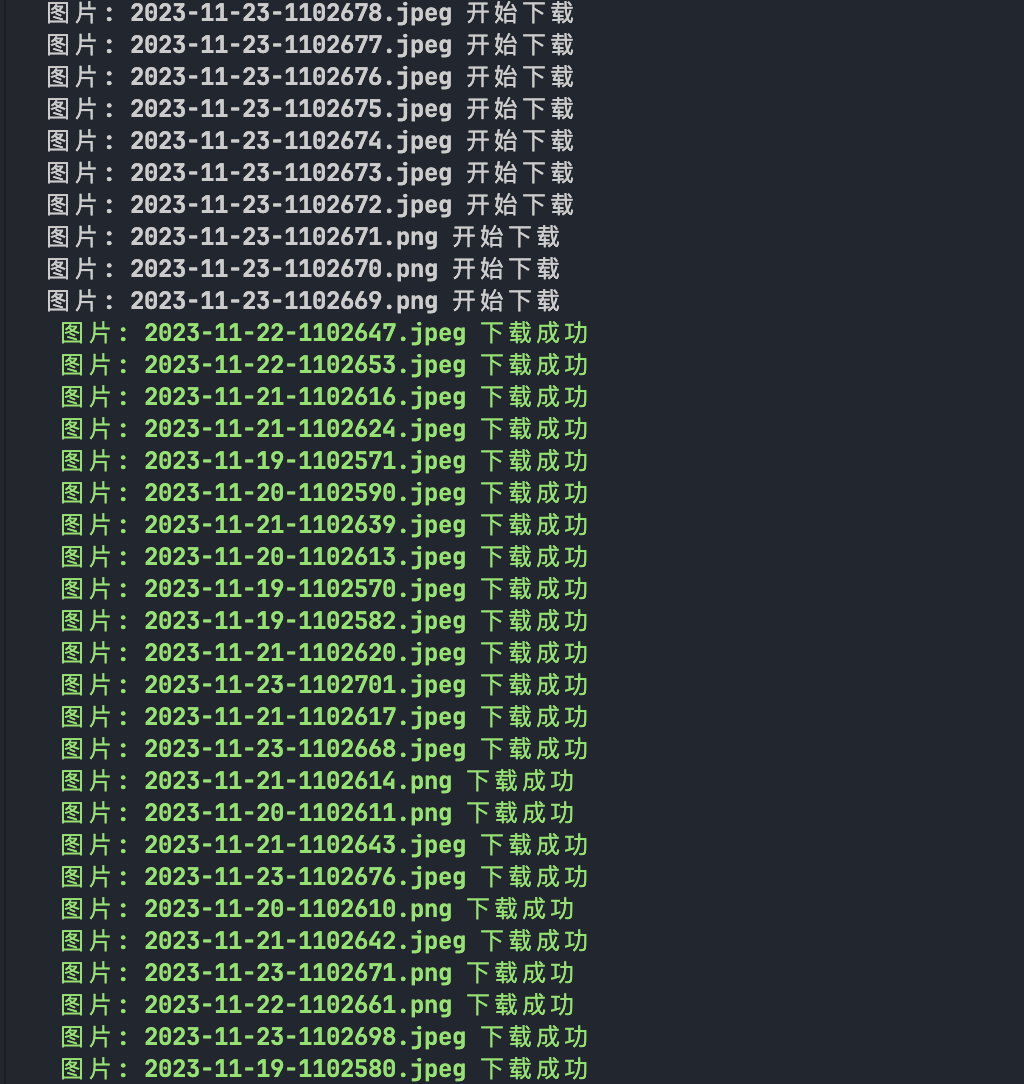 图片: 2023-11-23-1102678.jpeg 开始下载
图片: 2023-11-23-1102677.jpeg 开始下载
图片: 2023-11-23-1102676.jpeg 开始下载
图片: 2023-11-23-1102675.jpeg 开始下载
图片: 2023-11-23-1102674.jpeg 开始下载
图片: 2023-11-23-1102673.jpeg 开始下载
图片: 2023-11-23-1102672.jpeg 开始下载
图片: 2023-11-23-1102671.png 开始下载
图片: 2023-11-23-1102670.png 开始下载
图片: 2023-11-23-1102669.png 开始下载
图片: 2023-11-22-1102647.jpeg 下载成功
图片: 2023-11-22-1102653.jpeg 下载成功
图片: 2023-11-21-1102616.jpeg 下载成功
图片: 2023-11-21-1102624.jpeg 下载成功
图片: 2023-11-19-1102571.jpeg 下载成功
图片: 2023-11-20-1102590.jpeg 下载成功
图片: 2023-11-21-1102639.jpeg 下载成功
图片: 2023-11-20-1102613.jpeg 下载成功
图片: 2023-11-19-1102570.jpeg 下载成功
图片: 2023-11-19-1102582.jpeg 下载成功
图片: 2023-11-21-1102620.jpeg 下载成功
图片: 2023-11-23-1102701.jpeg 下载成功
图片: 2023-11-21-1102617.jpeg 下载成功
图片: 2023-11-23-1102668.jpeg 下载成功
图片: 2023-11-21-1102614.png 下载成功
图片: 2023-11-20-1102611.png 下载成功
图片: 2023-11-21-1102643.jpeg 下载成功
图片: 2023-11-23-1102676.jpeg 下载成功
图片: 2023-11-20-1102610.png 下载成功
图片: 2023-11-21-1102642.jpeg 下载成功
图片: 2023-11-23-1102671.png 下载成功
图片: 2023-11-22-1102661.png 下载成功
图片: 2023-11-23-1102698.jpeg 下载成功
图片: 2023-11-19-1102580.jpeg 下载成功